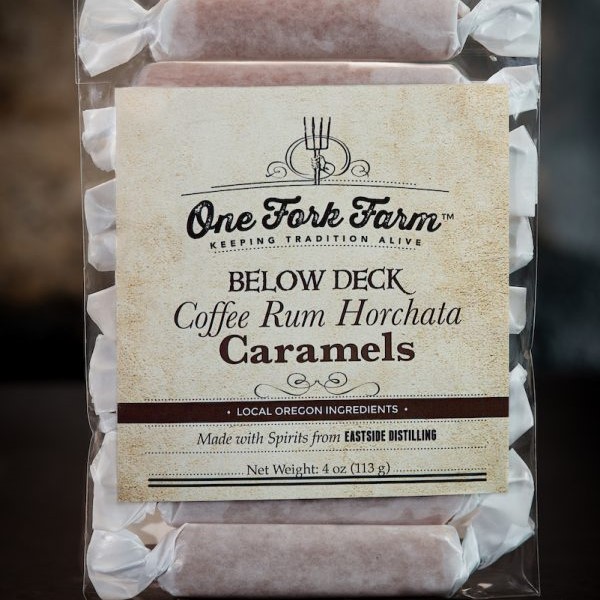 One Fork Farm™
KEEPING TRADITION ALIVE
BELOW DECK
Coffee Rum Horchata
Caramels
• LOCAL OREGON INGREDIENTS •
Made with Spirits from EASTSIDE DISTILLING
Net Weight: 4 oz (113 g)